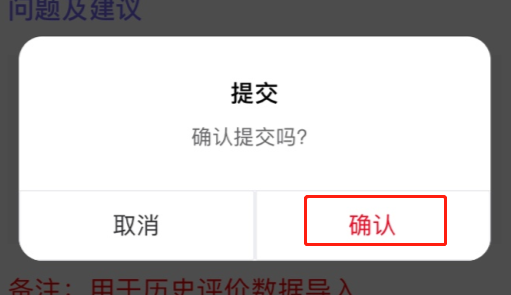 问题及建议
提交
确认提交吗?
取消
确认
备注：用于历史评价数据导入